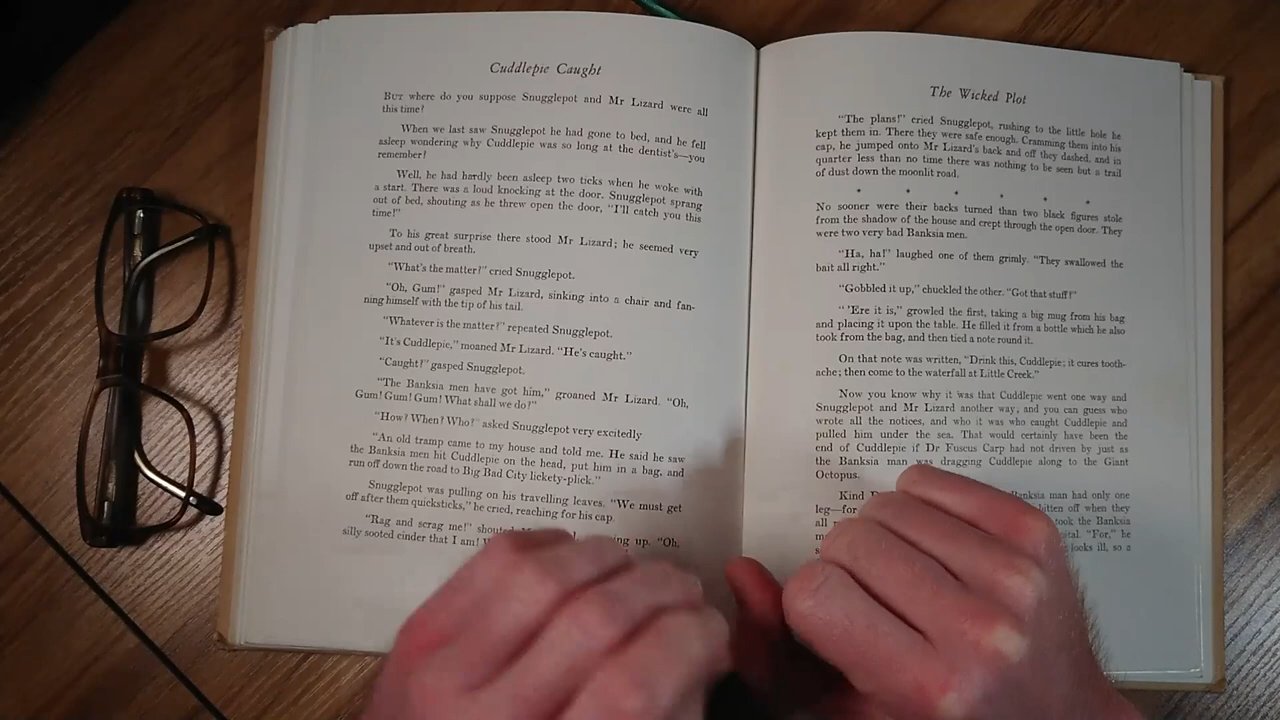 Cuddlepie Caught
BUT where do you suppose Snugglepot and Mr Lizard were all
this time?
When we last saw Snugglepot he had gone to bed, and he fell
asleep wondering why Cuddlepie was so long at the dentist's—you
remember?
Well, he had hardly been asleep two ticks when he woke with
a start. There was a loud knocking at the door. Snugglepot sprang
out of bed, shouting as he threw open the door, "I'll catch you this
time!"
To his great surprise there stood Mr Lizard; he seemed very
upset and out of breath.
"What's the matter?" cried Snugglepot.
"Oh, Gum!" gasped Mr Lizard, sinking into a chair and fan-
ning himself with the tip of his tail.
"Whatever is the matter?" repeated Snugglepot.
"It's Cuddlepie," moaned Mr Lizard. "He's caught."
"Caught?" gasped Snugglepot.
"The Banksia men have got him," groaned Mr Lizard. "Oh,
Gum! Gum! Gum! What shall we do?"
"How? When? Who?" asked Snugglepot very excitedly
"An old tramp came to my house and told me. He said he saw
the Banksia men hit Cuddlepie on the head, put him in a bag, and
run off down the road to Big Bad City lickety-plick."
Snugglepot was pulling on his travelling leaves. "We must get
off after them quicksticks," he cried, reaching for his cap.
"Rag and scrag me!" shouted up. "Oh,
silly sooted cinder that I am!
The Wicked Plot
"The plans!" cried Snugglepot, rushing to the little hole he
kept them in. There they were safe enough. Cramming them into his
cap, he jumped onto Mr Lizard's back and off they dashed, and in
quarter less than no time there was nothing to be seen but a trail
of dust down the moonlit road.
* * * * * *
No sooner were their backs turned than two black figures stole
from the shadow of the house and crept through the open door. They
were two very bad Banksia men.
"Ha, ha!" laughed one of them grimly. "They swallowed the
bait all right."
"Gobbled it up," chuckled the other. "Got that stuff?"
"'Ere it is," growled the first, taking a big mug from his bag
and placing it upon the table. He filled it from a bottle which he also
took from the bag, and then tied a note round it.
On that note was written, "Drink this, Cuddlepie; it cures tooth-
ache; then come to the waterfall at Little Creek."
Now you know why it was that Cuddlepie went one way and
Snugglepot and Mr Lizard another way, and you can guess who
wrote all the notices, and who it was who caught Cuddlepie and
pulled him under the sea. That would certainly have been the
end of Cuddlepie if Dr Fuscus Carp had not driven by just as
the Banksia man was dragging Cuddlepie along to the Giant
Octopus.
Kind Banksia man had only one
leg—for bitten off when they
all took the Banksia
"For," he
looks ill, so a